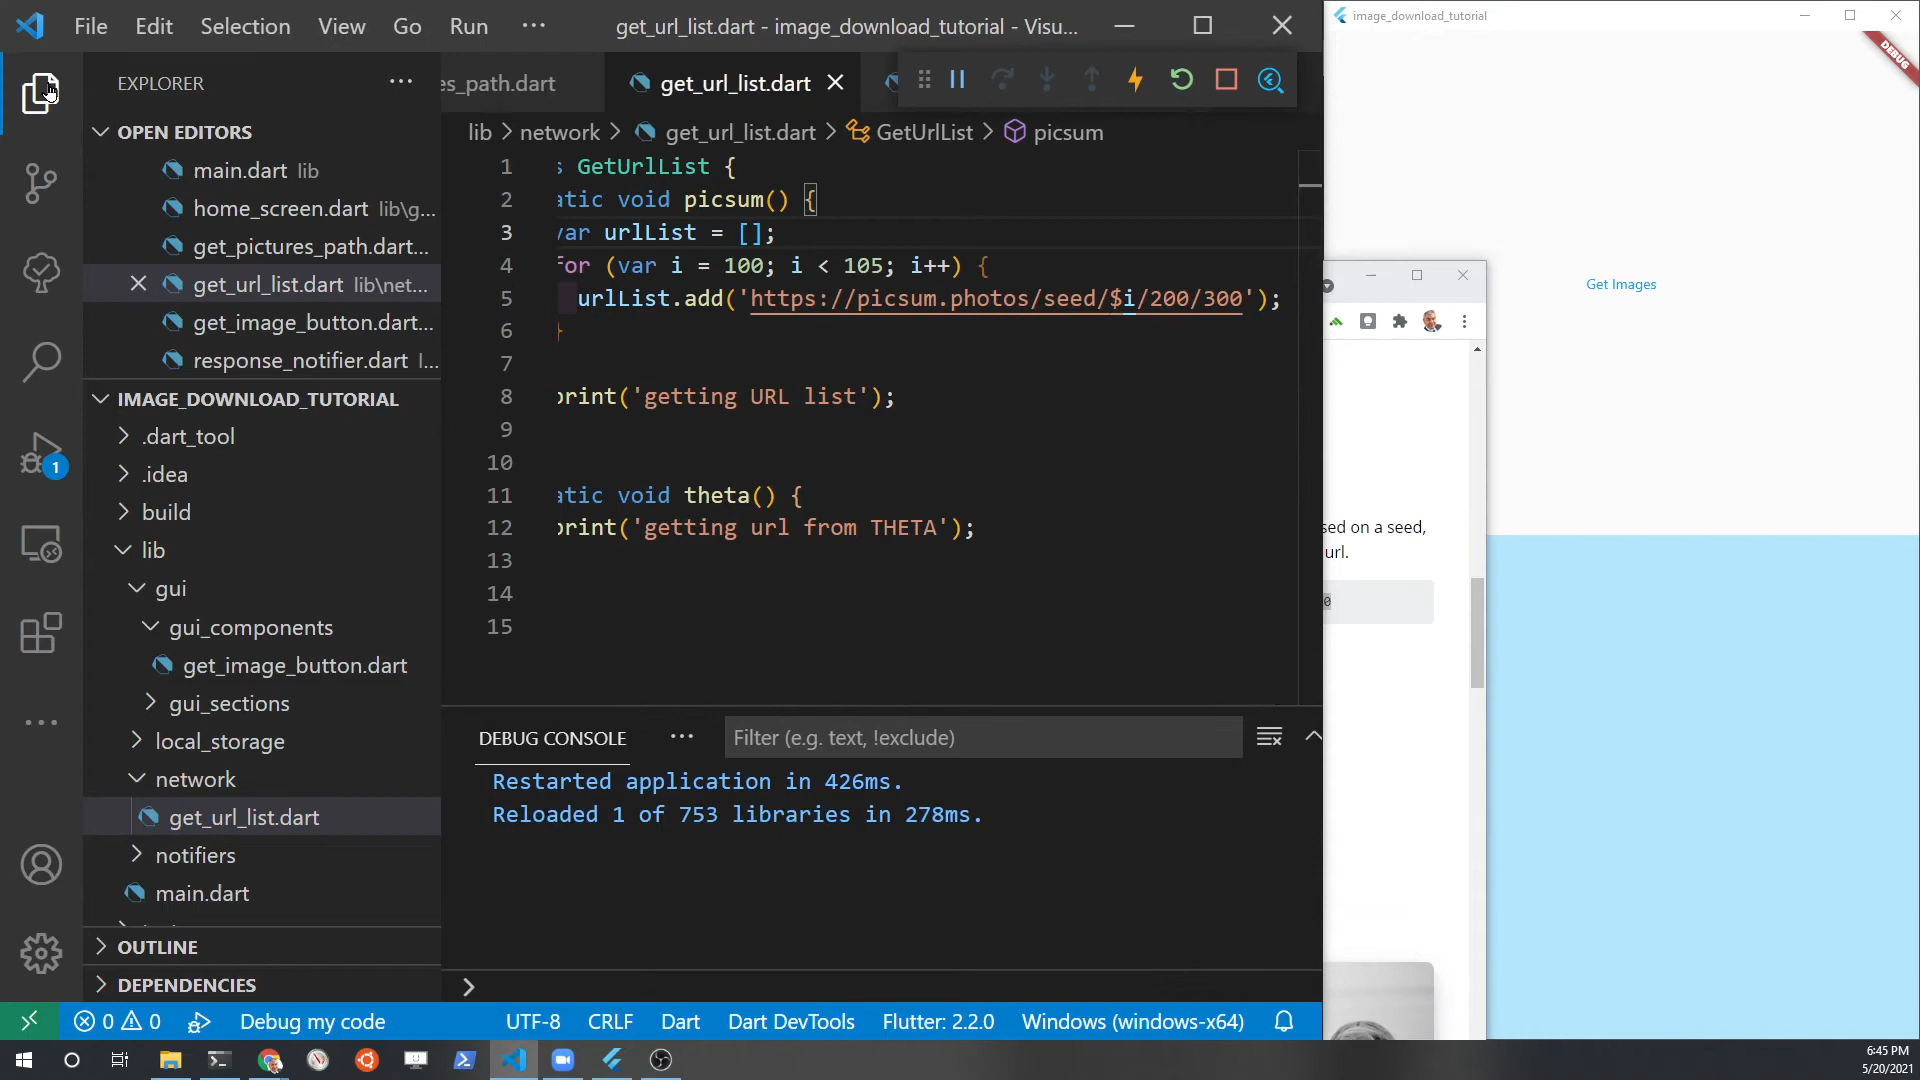 File Edit Selection View Go Run ··· get_url_list.dart - image_download_tutorial - Visu...
EXPLORER ···
OPEN EDITORS
main.dart lib
home_screen.dart lib\g...
get_pictures_path.dart...
get_url_list.dart lib\net...
get_image_button.dart...
response_notifier.dart l...
IMAGE_DOWNLOAD_TUTORIAL
.dart_tool
.idea
build
lib
gui
gui_components
get_image_button.dart
gui_sections
local_storage
network
get_url_list.dart
notifiers
main.dart
OUTLINE
DEPENDENCIES
1
es_path.dart get_url_list.dart
lib > network > get_url_list.dart > GetUrlList > picsum
1 s GetUrlList {
2 atic void picsum() {
3 var urlList = [];
4 for (var i = 100; i < 105; i++) {
5 urlList.add('https://picsum.photos/seed/$i/200/300');
6 }
7
8 print('getting URL list');
9
10
11 atic void theta() {
12 print('getting url from THETA');
13
14
15
DEBUG CONSOLE ··· Filter (e.g. text, !exclude)
Restarted application in 426ms.
Reloaded 1 of 753 libraries in 278ms.
>
0 0 Debug my code UTF-8 CRLF Dart Dart DevTools Flutter: 2.2.0 Windows (windows-x64)
image_download_tutorial
DEBUG
Get Images
sed on a seed,
url.
0
6:45 PM
5/20/2021